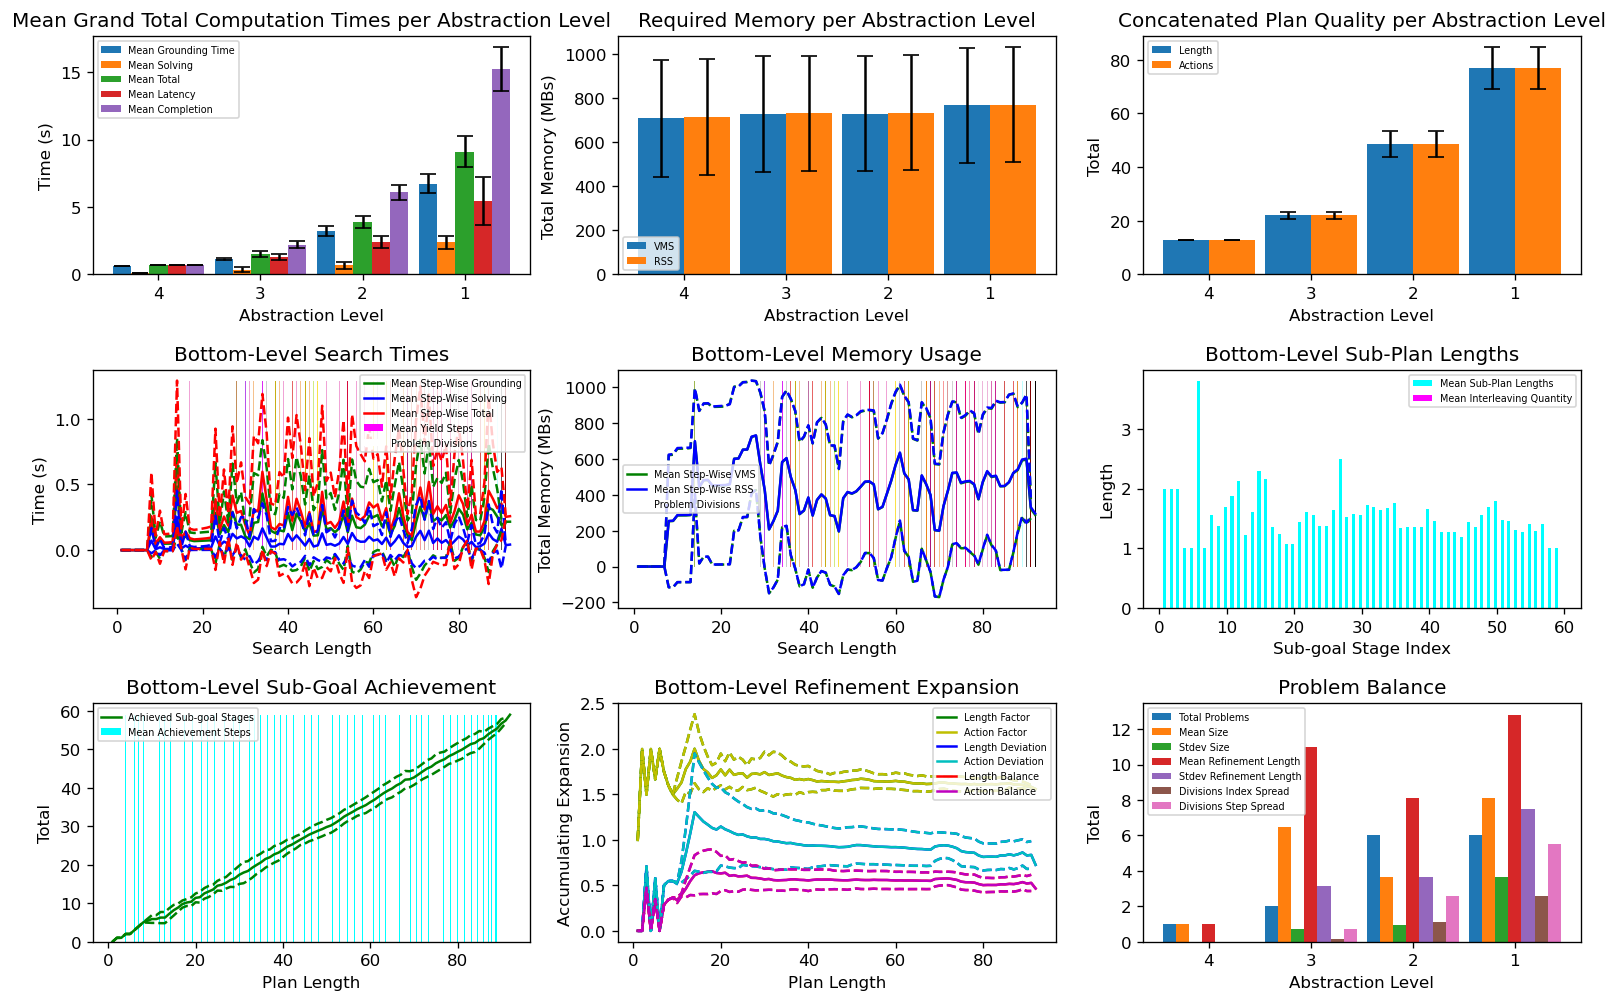 Mean Grand Total Computation Times per Abstraction Level
Mean Grounding Time
Mean Solving
Mean Total
Mean Latency
Mean Completion
Time (s)
15
10
5
0
4 3 2 1
Abstraction Level
Required Memory per Abstraction Level
Total Memory (MBs)
1000
800
600
400
200
0
VMS
RSS
4 3 2 1
Abstraction Level
Concatenated Plan Quality per Abstraction Level
Length
Actions
Total
80
60
40
20
0
4 3 2 1
Abstraction Level
Bottom-Level Search Times
Mean Step-Wise Grounding
Mean Step-Wise Solving
Mean Step-Wise Total
Mean Yield Steps
Problem Divisions
Time (s)
1.0
0.5
0.0
0 20 40 60 80
Search Length
Bottom-Level Memory Usage
Total Memory (MBs)
1000
800
600
400
200
0
−200
Mean Step-Wise VMS
Mean Step-Wise RSS
Problem Divisions
0 20 40 60 80
Search Length
Bottom-Level Sub-Plan Lengths
Mean Sub-Plan Lengths
Mean Interleaving Quantity
Length
3
2
1
0
0 10 20 30 40 50 60
Sub-goal Stage Index
Bottom-Level Sub-Goal Achievement
Achieved Sub-goal Stages
Mean Achievement Steps
Total
60
50
40
30
20
10
0
0 20 40 60 80
Plan Length
Bottom-Level Refinement Expansion
Length Factor
Action Factor
Length Deviation
Action Deviation
Length Balance
Action Balance
Accumulating Expansion
2.5
2.0
1.5
1.0
0.5
0.0
0 20 40 60 80
Plan Length
Problem Balance
Total Problems
Mean Size
Stdev Size
Mean Refinement Length
Stdev Refinement Length
Divisions Index Spread
Divisions Step Spread
Total
12
10
8
6
4
2
0
4 3 2 1
Abstraction Level